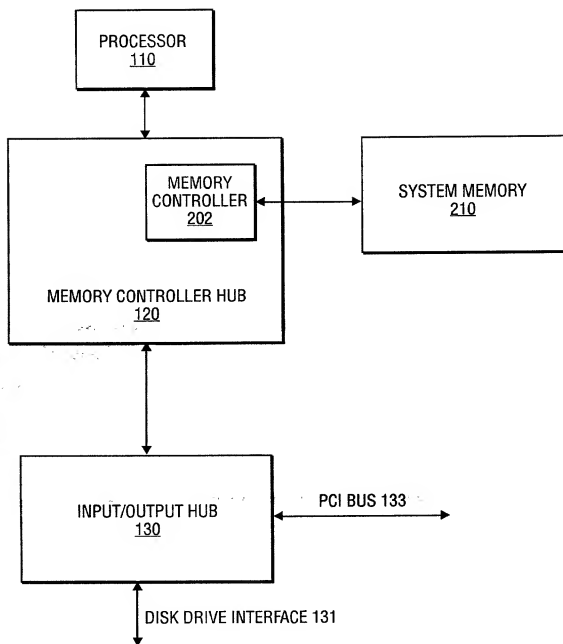 PROCESSOR
110
MEMORY
CONTROLLER
202
SYSTEM MEMORY
210
MEMORY CONTROLLER HUB
120
INPUT/OUTPUT HUB
130
PCI BUS 133
DISK DRIVE INTERFACE 131